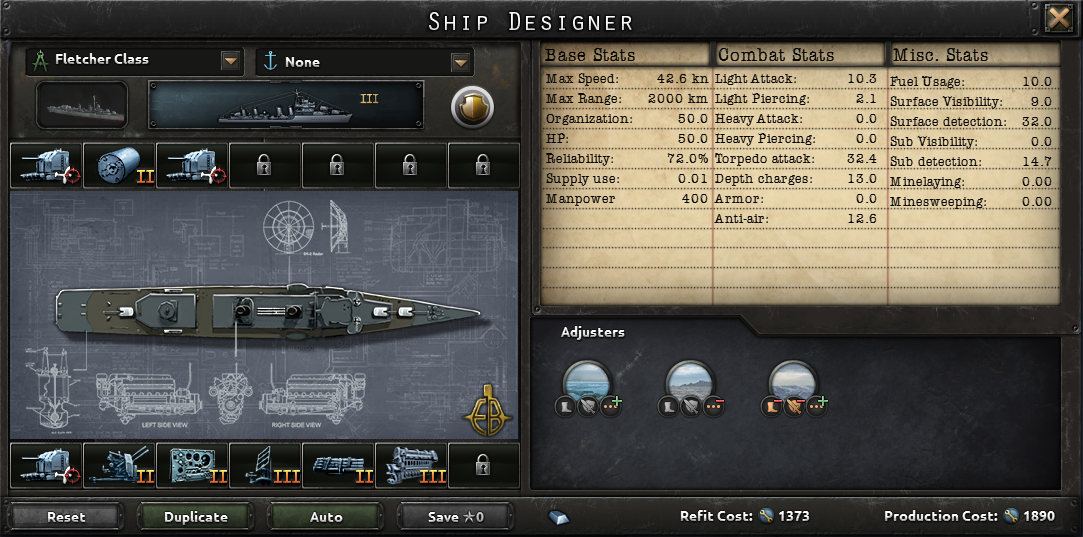 Ship Designer
Fletcher Class
None
III
II
LEFT SIDE VIEW
RIGHT SIDE VIEW
EB
II
II
III
II
III
Reset
Duplicate
Auto
Save ★0
Base Stats
Max Speed: 42.6 kn
Max Range: 2000 km
Organization: 50.0
HP: 50.0
Reliability: 72.0%
Supply use: 0.01
Manpower 400
Combat Stats
Light Attack: 10.3
Light Piercing: 2.1
Heavy Attack: 0.0
Heavy Piercing: 0.0
Torpedo attack: 32.4
Depth charges: 13.0
Armor: 0.0
Anti-air: 12.6
Misc. Stats
Fuel Usage: 10.0
Surface Visibility: 9.0
Surface detection: 32.0
Sub Visibility: 0.0
Sub detection: 14.7
Minelaying: 0.00
Minesweeping: 0.00
Adjusters
Refit Cost: 1373
Production Cost: 1890